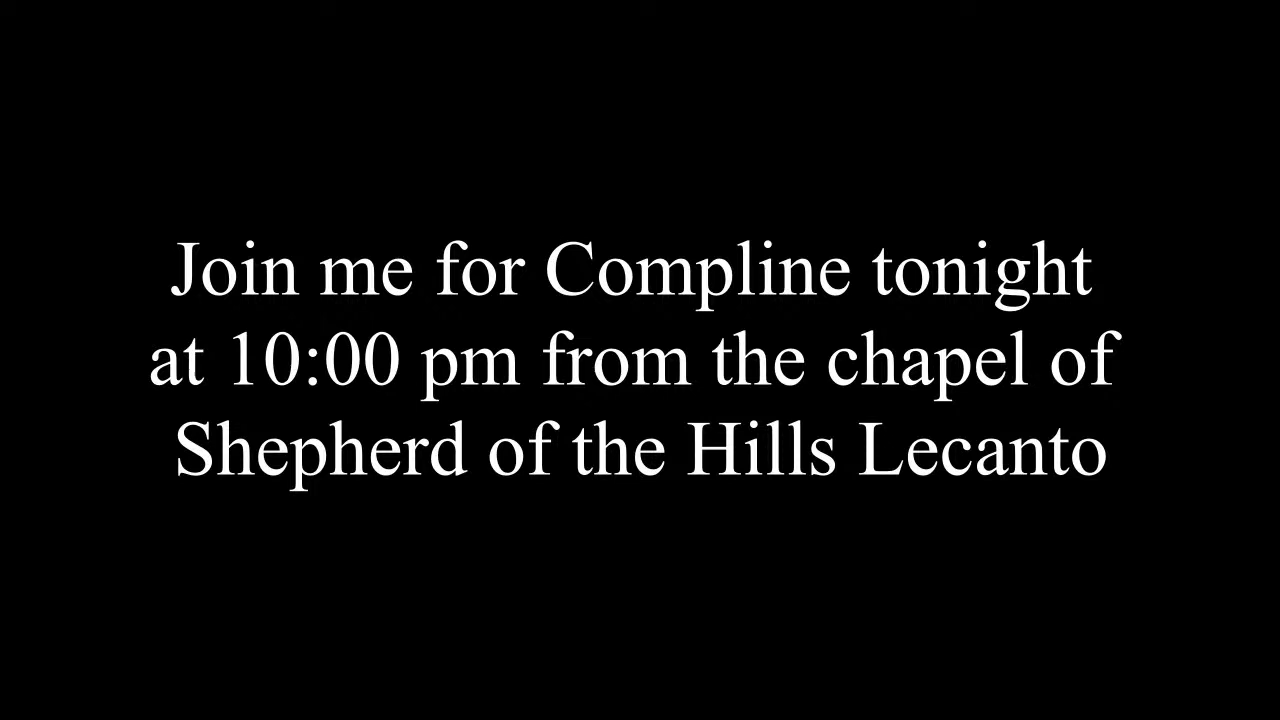 Join me for Compline tonight
at 10:00 pm from the chapel of
Shepherd of the Hills Lecanto